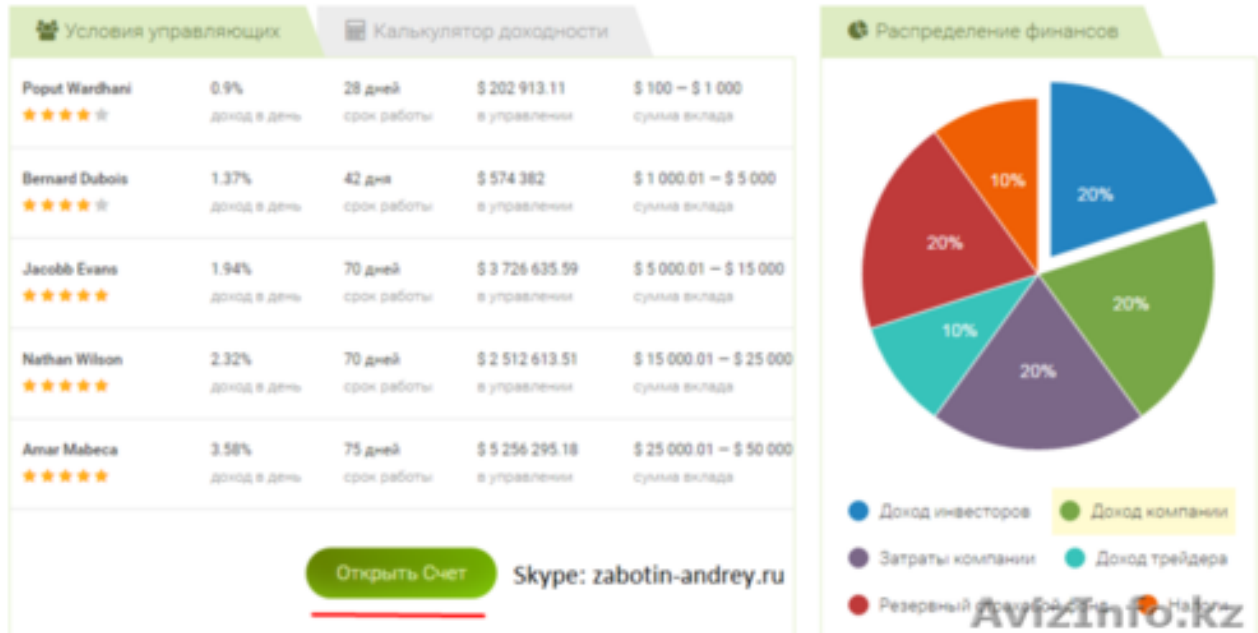 Условия управляющих
Калькулятор доходности
Распределение финансов
Poput Wardhani 0.9% 28 дней $ 202 913.11 $ 100 — $ 1 000
доход в день срок работы в управлении сумма вклада
Bernard Dubois 1.37% 42 дня $ 574 382 $ 1 000.01 — $ 5 000
доход в день срок работы в управлении сумма вклада
Jacobb Evans 1.94% 70 дней $ 3 726 635.59 $ 5 000.01 — $ 15 000
доход в день срок работы в управлении сумма вклада
Nathan Wilson 2.32% 70 дней $ 2 512 613.51 $ 15 000.01 — $ 25 000
доход в день срок работы в управлении сумма вклада
Amar Mabeca 3.58% 75 дней $ 5 256 295.18 $ 25 000.01 — $ 50 000
доход в день срок работы в управлении сумма вклада
Открыть Счет
Skype: zabotin-andrey.ru
10%
20%
20%
20%
10%
20%
Доход инвесторов Доход компании
Затраты компании Доход трейдера
Резервный страховой фонд Налоги
AvizInfo.kz